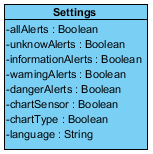 Settings
-allAlerts : Boolean
-unknowAlerts : Boolean
-informationAlerts : Boolean
-warningAlerts : Boolean
-dangerAlerts : Boolean
-chartSensor : Boolean
-chartType : Boolean
-language : String